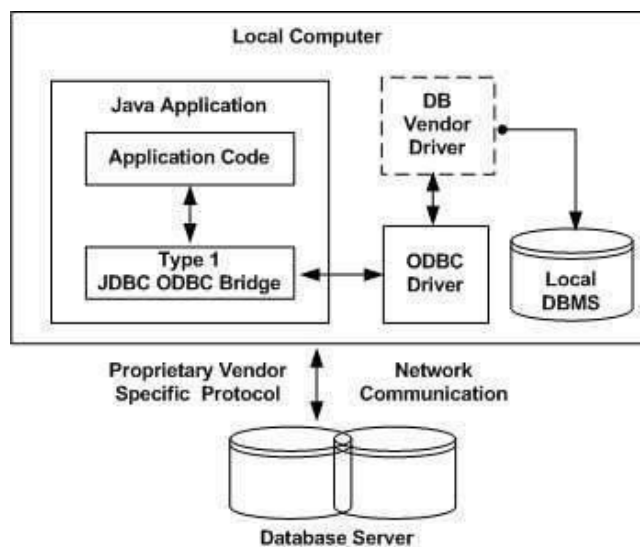 Local Computer
Java Application
Application Code
Type 1
JDBC ODBC Bridge
DB
Vendor
Driver
ODBC
Driver
Local
DBMS
Proprietary Vendor
Specific Protocol
Network
Communication
Database Server